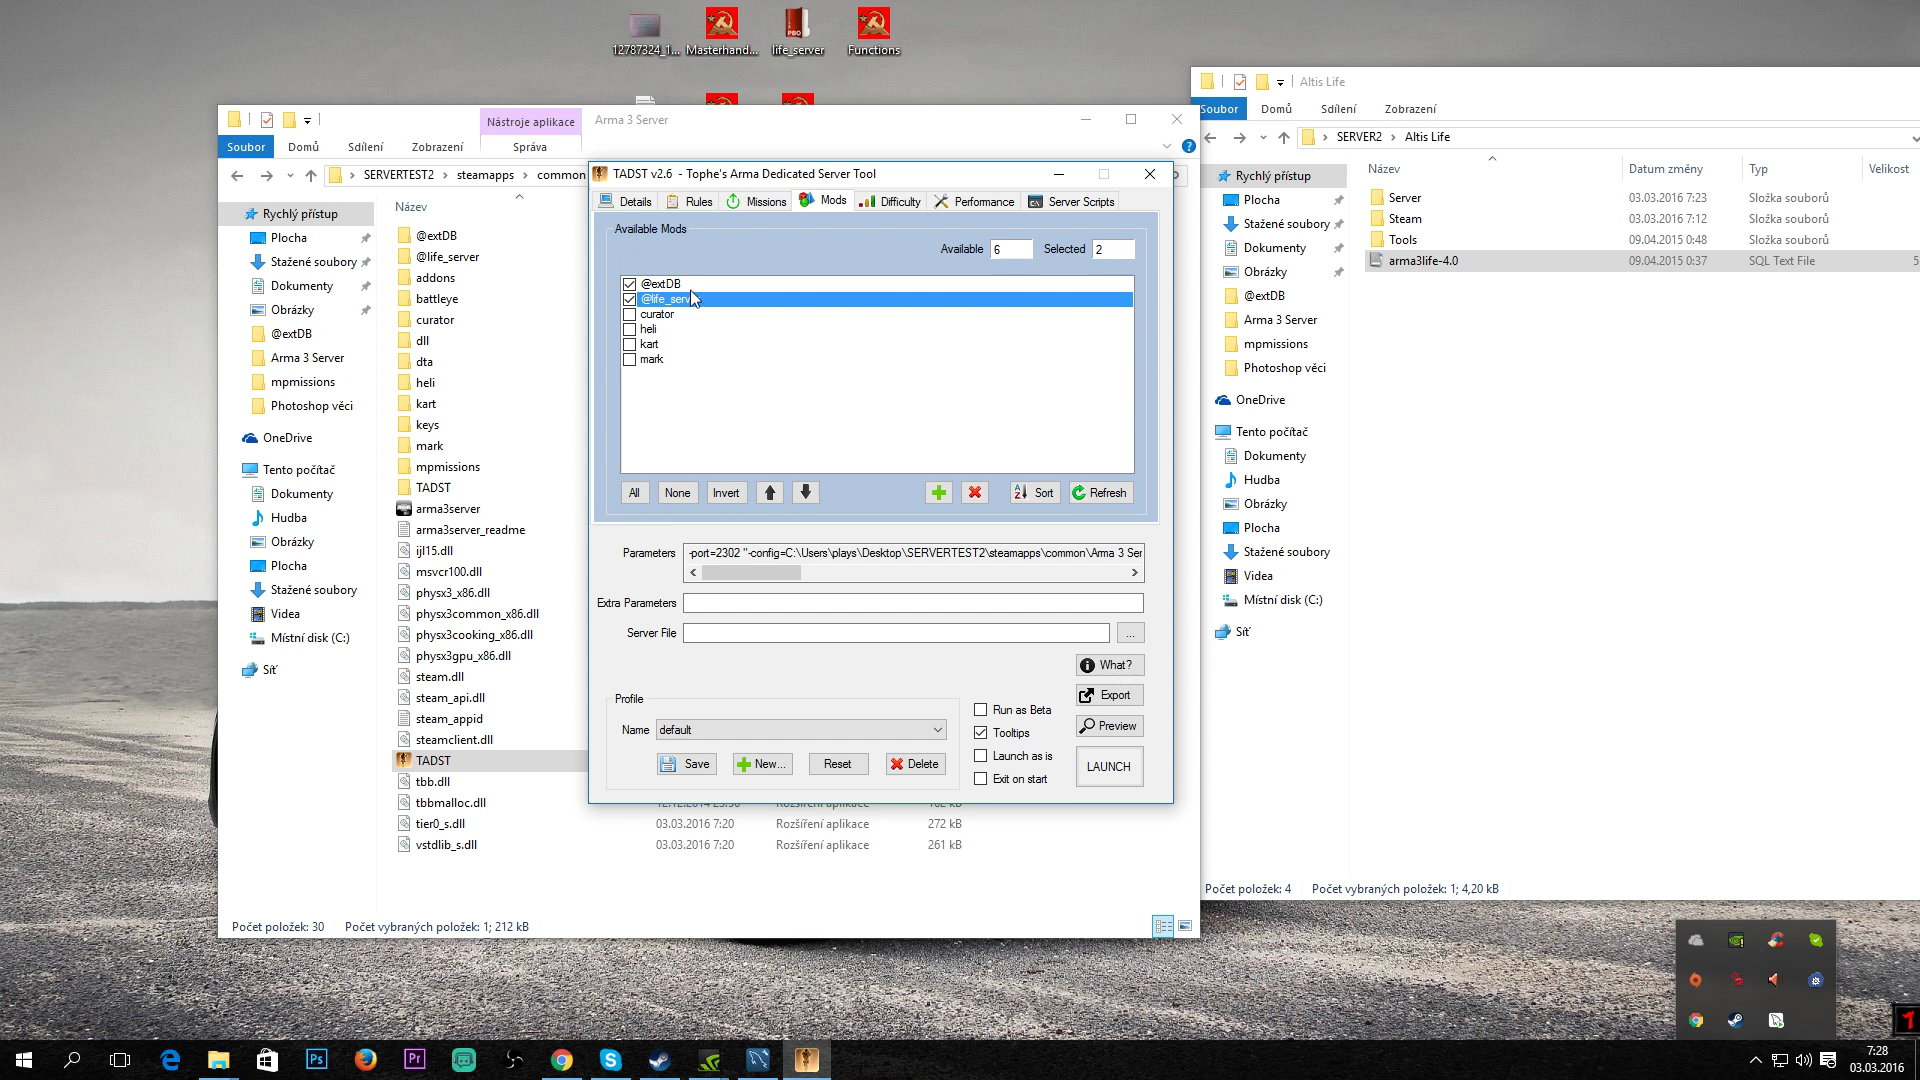 12787324_1...
Masterhand...
life_server
Functions
PBO
Nástroje aplikace
Arma 3 Server
Soubor
Domů
Sdílení
Zobrazení
Správa
SERVERTEST2 > steamapps > common
Rychlý přístup
Plocha
Stažené soubory
Dokumenty
Obrázky
@extDB
Arma 3 Server
mpmissions
Photoshop věci
OneDrive
Tento počítač
Dokumenty
Hudba
Obrázky
Plocha
Stažené soubory
Videa
Místní disk (C:)
Síť
Název
@extDB
@life_server
addons
battleye
curator
dll
dta
heli
kart
keys
mark
mpmissions
TADST
arma3server
arma3server_readme
ijl15.dll
msvcr100.dll
physx3_x86.dll
physx3common_x86.dll
physx3cooking_x86.dll
physx3gpu_x86.dll
steam.dll
steam_api.dll
steam_appid
steamclient.dll
TADST
tbb.dll
tbbmalloc.dll
tier0_s.dll 03.03.2016 7:20 Rozšíření aplikace 272 kB
vstdlib_s.dll 03.03.2016 7:20 Rozšíření aplikace 261 kB
Počet položek: 30 Počet vybraných položek: 1; 212 kB
TADST v2.6 - Tophe's Arma Dedicated Server Tool
Details
Rules
Missions
Mods
Difficulty
Performance
Server Scripts
Available Mods
Available 6 Selected 2
@extDB
curator
heli
kart
mark
All
None
Invert
Sort
Refresh
Parameters -port=2302 "-config=C:\Users\plays\Desktop\SERVERTEST2\steamapps\common\Arma 3 Ser
Extra Parameters
Server File ...
What?
Export
Preview
LAUNCH
Profile
Name default
Save
New...
Reset
Delete
Run as Beta
Tooltips
Launch as is
Exit on start
Altis Life
Soubor
Domů
Sdílení
Zobrazení
SERVER2 > Altis Life
Rychlý přístup
Plocha
Stažené soubory
Dokumenty
Obrázky
@extDB
Arma 3 Server
mpmissions
Photoshop věci
OneDrive
Tento počítač
Dokumenty
Hudba
Obrázky
Plocha
Stažené soubory
Videa
Místní disk (C:)
Síť
Název Datum změny Typ Velikost
Server 03.03.2016 7:23 Složka souborů
Steam 03.03.2016 7:12 Složka souborů
Tools 09.04.2015 0:48 Složka souborů
arma3life-4.0 09.04.2015 0:37 SQL Text File 5
Počet položek: 4 Počet vybraných položek: 1; 4,20 kB
Ps
Pr
7:28
03.03.2016